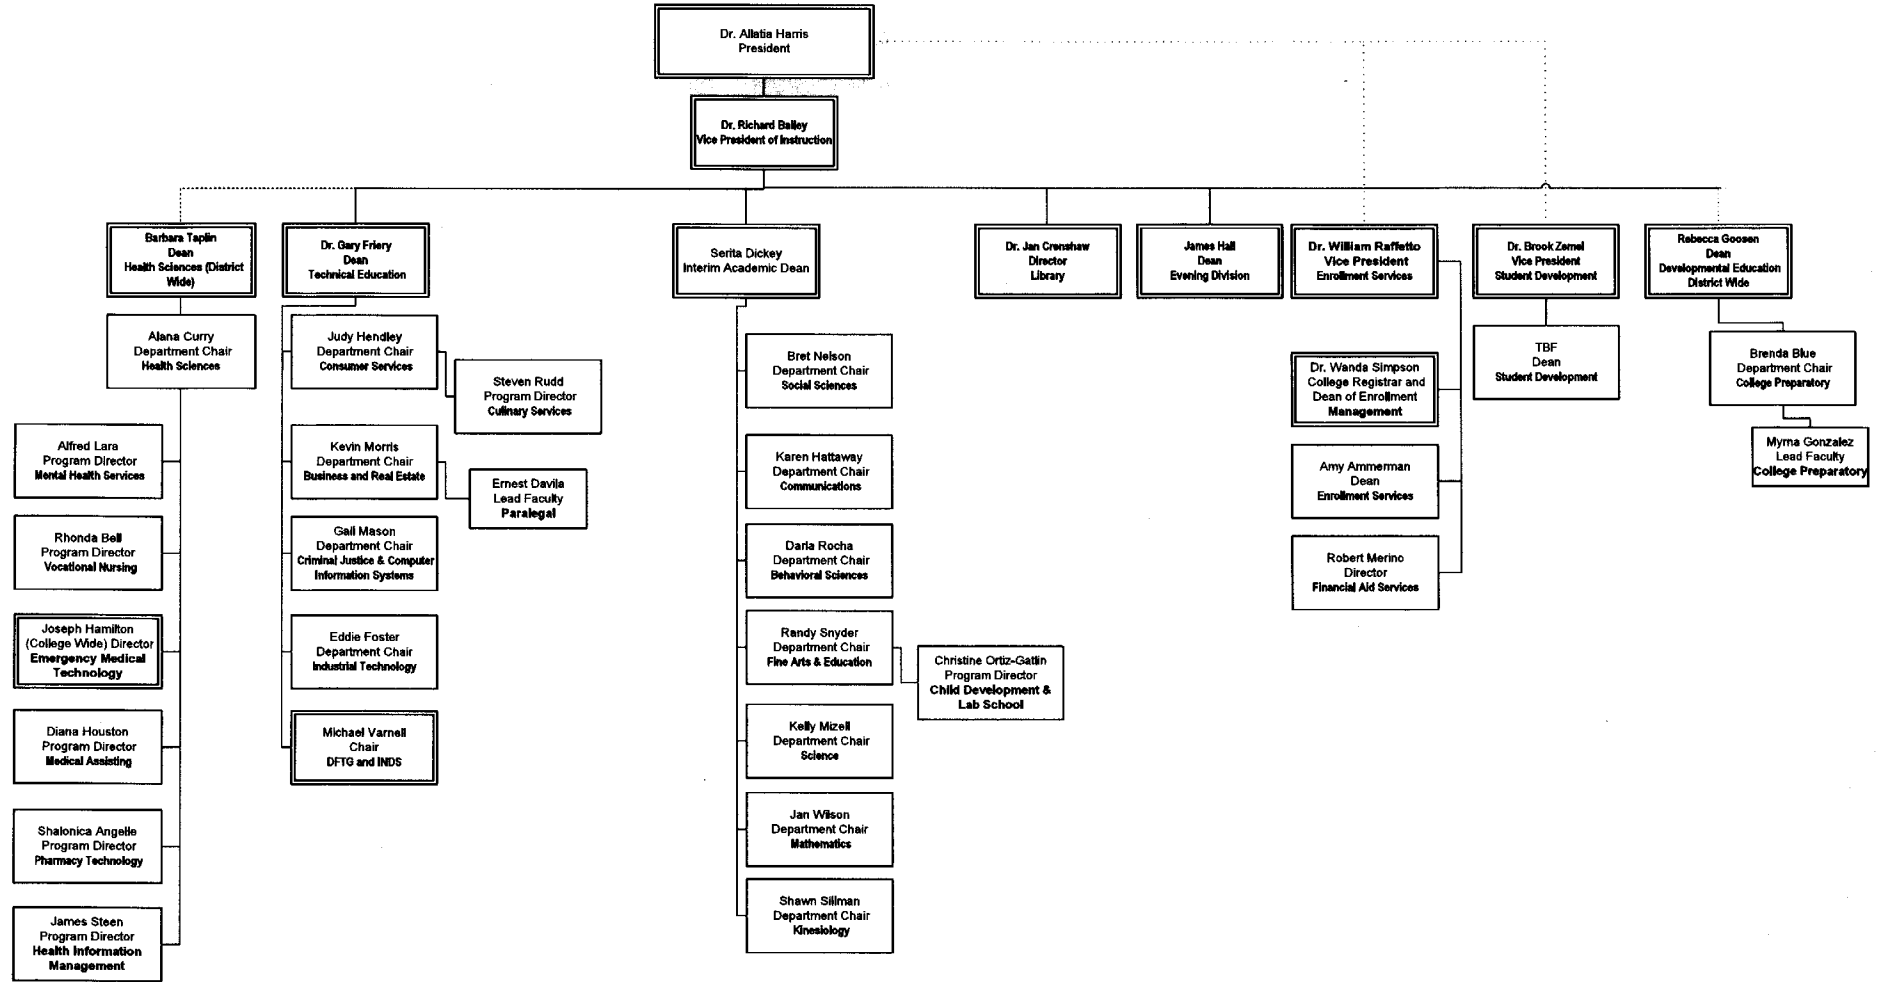 Dr. Allatia Harris
President
Dr. Richard Bailey
Vice President of Instruction
Barbara Taplin
Dean
Health Sciences (District
Wide)
Dr. Gary Friery
Dean
Technical Education
Serita Dickey
Interim Academic Dean
Dr. Jan Crenshaw
Director
Library
James Hall
Dean
Evening Division
Dr. William Raffetto
Vice President
Enrollment Services
Dr. Brook Zemel
Vice President
Student Development
Rebecca Goosen
Dean
Developmental Education
District Wide
Alana Curry
Department Chair
Health Sciences
Alfred Lara
Program Director
Mental Health Services
Rhonda Bell
Program Director
Vocational Nursing
Joseph Hamilton
(College Wide) Director
Emergency Medical
Technology
Diana Houston
Program Director
Medical Assisting
Shalonica Angelle
Program Director
Pharmacy Technology
James Steen
Program Director
Health Information
Management
Judy Hendley
Department Chair
Consumer Services
Steven Rudd
Program Director
Culinary Services
Kevin Morris
Department Chair
Business and Real Estate
Ernest Davila
Lead Faculty
Paralegal
Gail Mason
Department Chair
Criminal Justice & Computer
Information Systems
Eddie Foster
Department Chair
Industrial Technology
Michael Varnell
Chair
DFTG and INDS
Bret Nelson
Department Chair
Social Sciences
Karen Hattaway
Department Chair
Communications
Daria Rocha
Department Chair
Behavioral Sciences
Randy Snyder
Department Chair
Fine Arts & Education
Christine Ortiz-Gatlin
Program Director
Child Development &
Lab School
Kelly Mizell
Department Chair
Science
Jan Wilson
Department Chair
Mathematics
Shawn Sillman
Department Chair
Kinesiology
Dr. Wanda Simpson
College Registrar and
Dean of Enrollment
Management
Amy Ammerman
Dean
Enrollment Services
Robert Merino
Director
Financial Aid Services
TBF
Dean
Student Development
Brenda Blue
Department Chair
College Preparatory
Myrna Gonzalez
Lead Faculty
College Preparatory